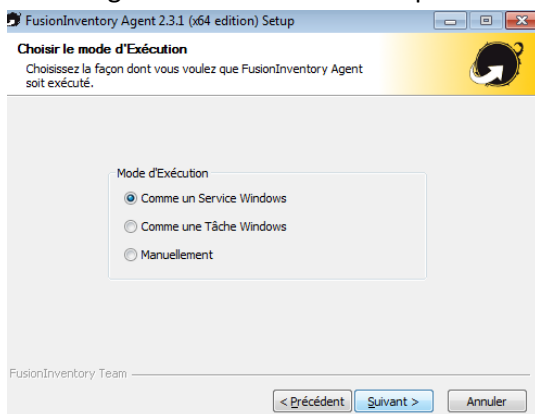 FusionInventory Agent 2.3.1 (x64 edition) Setup
Choisir le mode d'Exécution
Choisissez la façon dont vous voulez que FusionInventory Agent
soit exécuté.
Mode d'Exécution
Comme un Service Windows
Comme une Tâche Windows
Manuellement
FusionInventory Team
< Précédent Suivant > Annuler